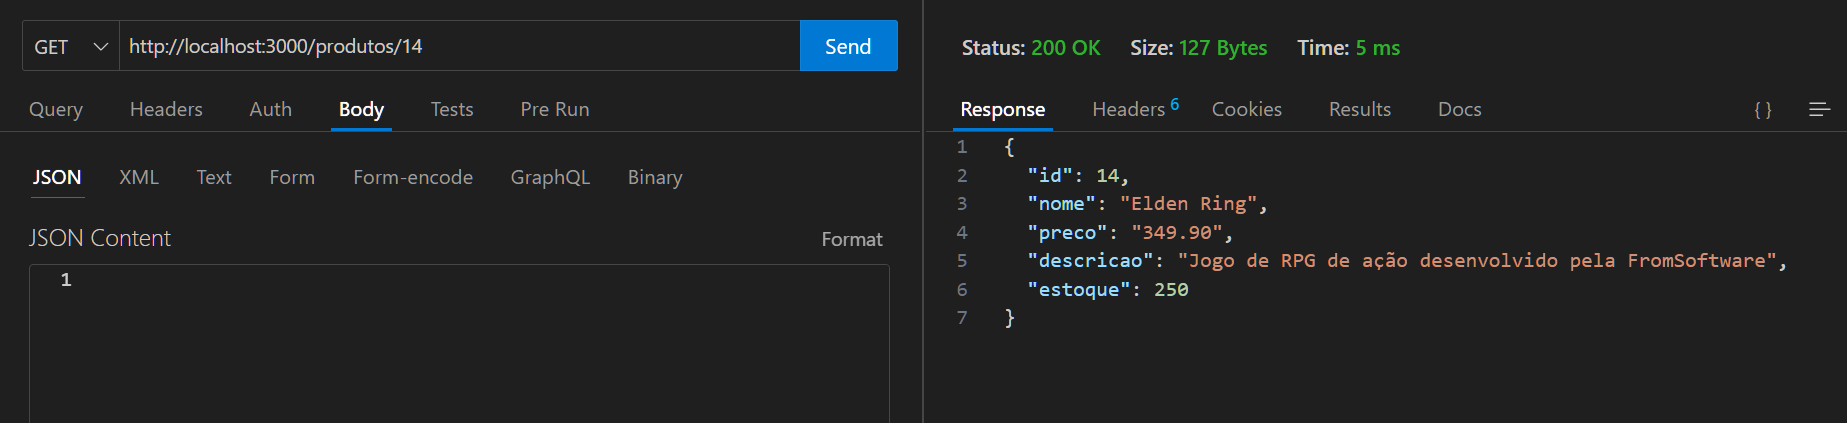 GET http://localhost:3000/produtos/14 Send
Query Headers Auth Body Tests Pre Run
JSON XML Text Form Form-encode GraphQL Binary
JSON Content Format
1
Status: 200 OK Size: 127 Bytes Time: 5 ms
Response Headers 6 Cookies Results Docs { }
1 {
2 "id": 14,
3 "nome": "Elden Ring",
4 "preco": "349.90",
5 "descricao": "Jogo de RPG de ação desenvolvido pela FromSoftware",
6 "estoque": 250
7 }